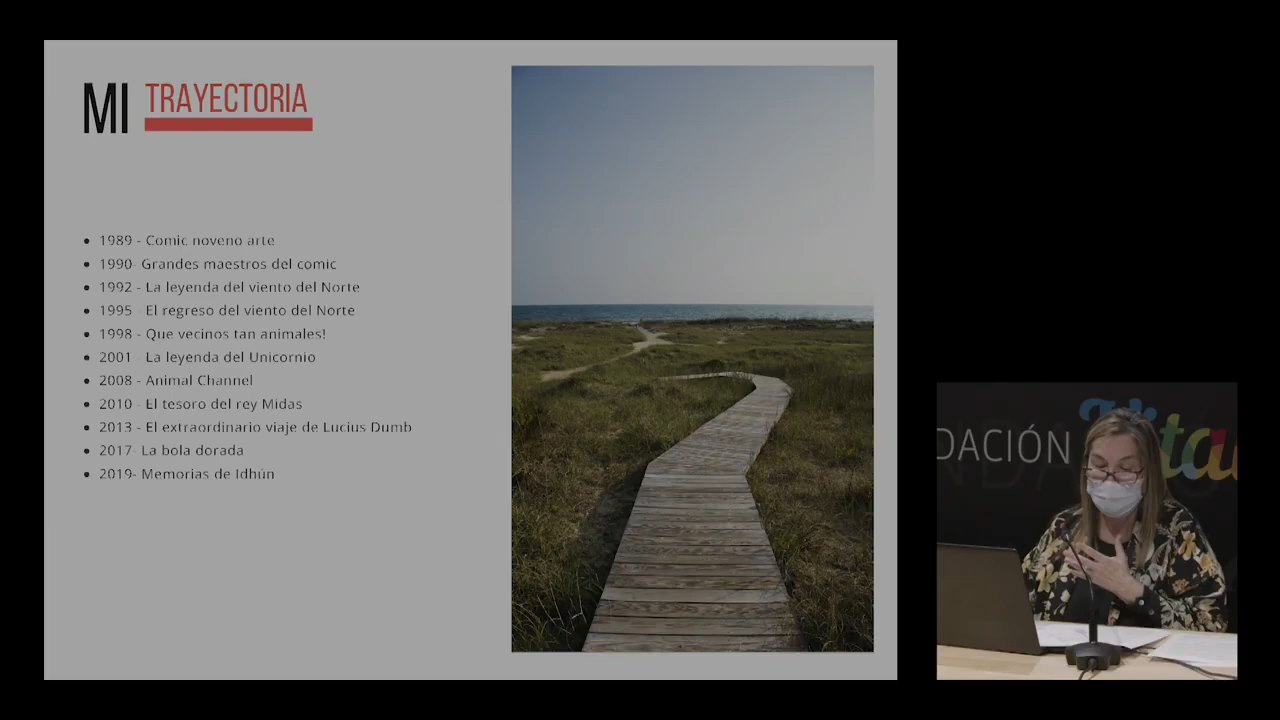 MI TRAYECTORIA
• 1989 - Comic noveno arte
• 1990- Grandes maestros del comic
• 1992 - La leyenda del viento del Norte
• 1995 - El regreso del viento del Norte
• 1998 - Que vecinos tan animales!
• 2001 - La leyenda del Unicornio
• 2008 - Animal Channel
• 2010 - El tesoro del rey Midas
• 2013 - El extraordinario viaje de Lucius Dumb
• 2017- La bola dorada
• 2019- Memorias de Idhún
DACIÓN Vital